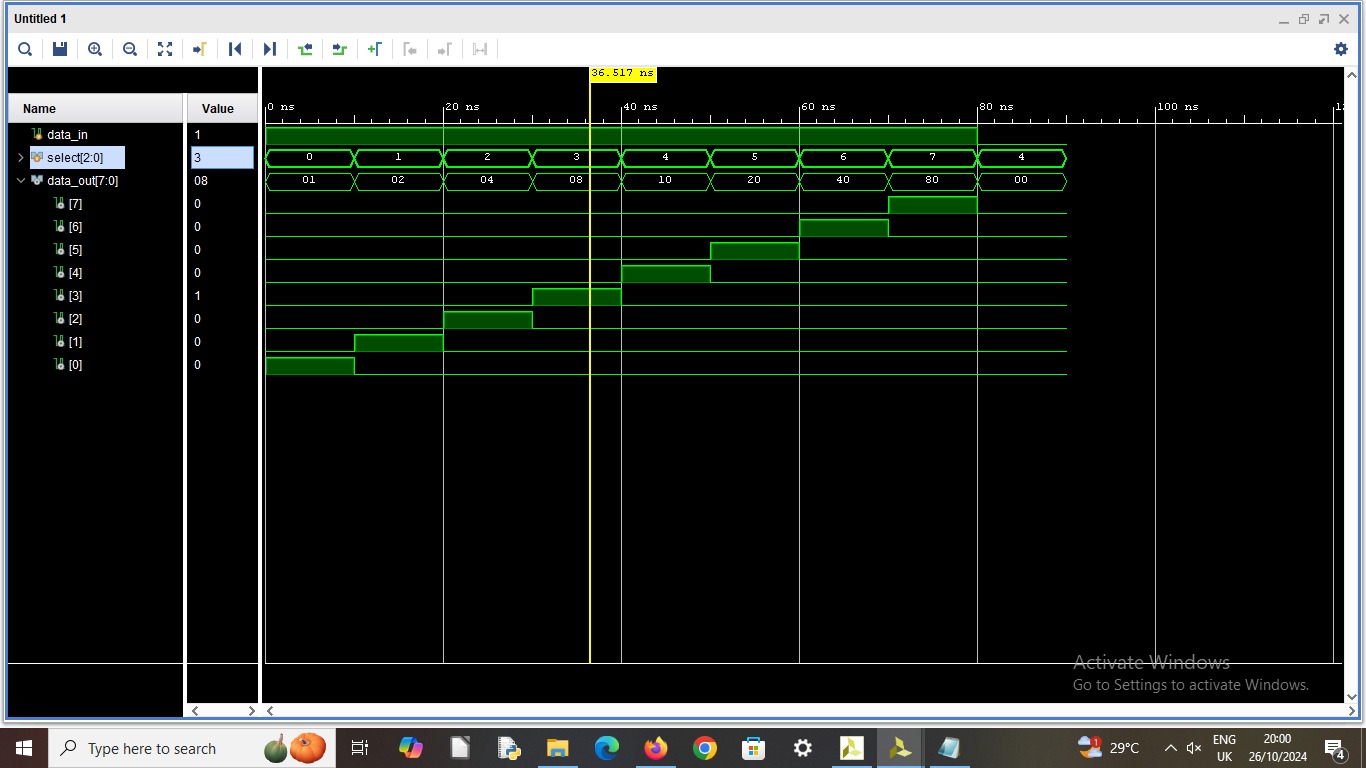 Untitled 1
36.517 ns
Name Value
0 ns 20 ns 40 ns 60 ns 80 ns 100 ns
data_in 1
select[2:0] 3 0 1 2 3 4 5 6 7 4
data_out[7:0] 08 01 02 04 08 10 20 40 80 00
[7] 0
[6] 0
[5] 0
[4] 0
[3] 1
[2] 0
[1] 0
[0] 0
Activate Windows
Go to Settings to activate Windows.
Type here to search
1
29°C
ENG
UK
20:00
26/10/2024
4